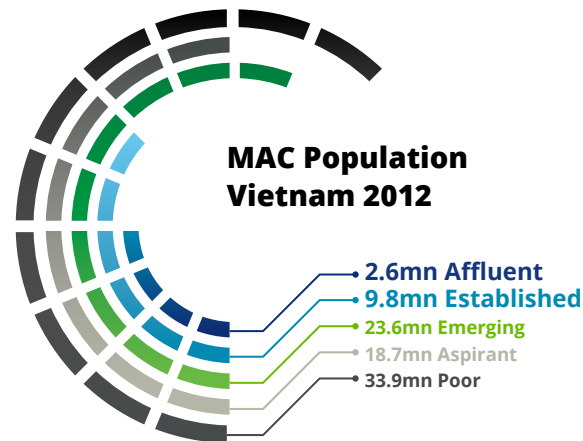 MAC Population
Vietnam 2012
2.6mn Affluent
9.8mn Established
23.6mn Emerging
18.7mn Aspirant
33.9mn Poor